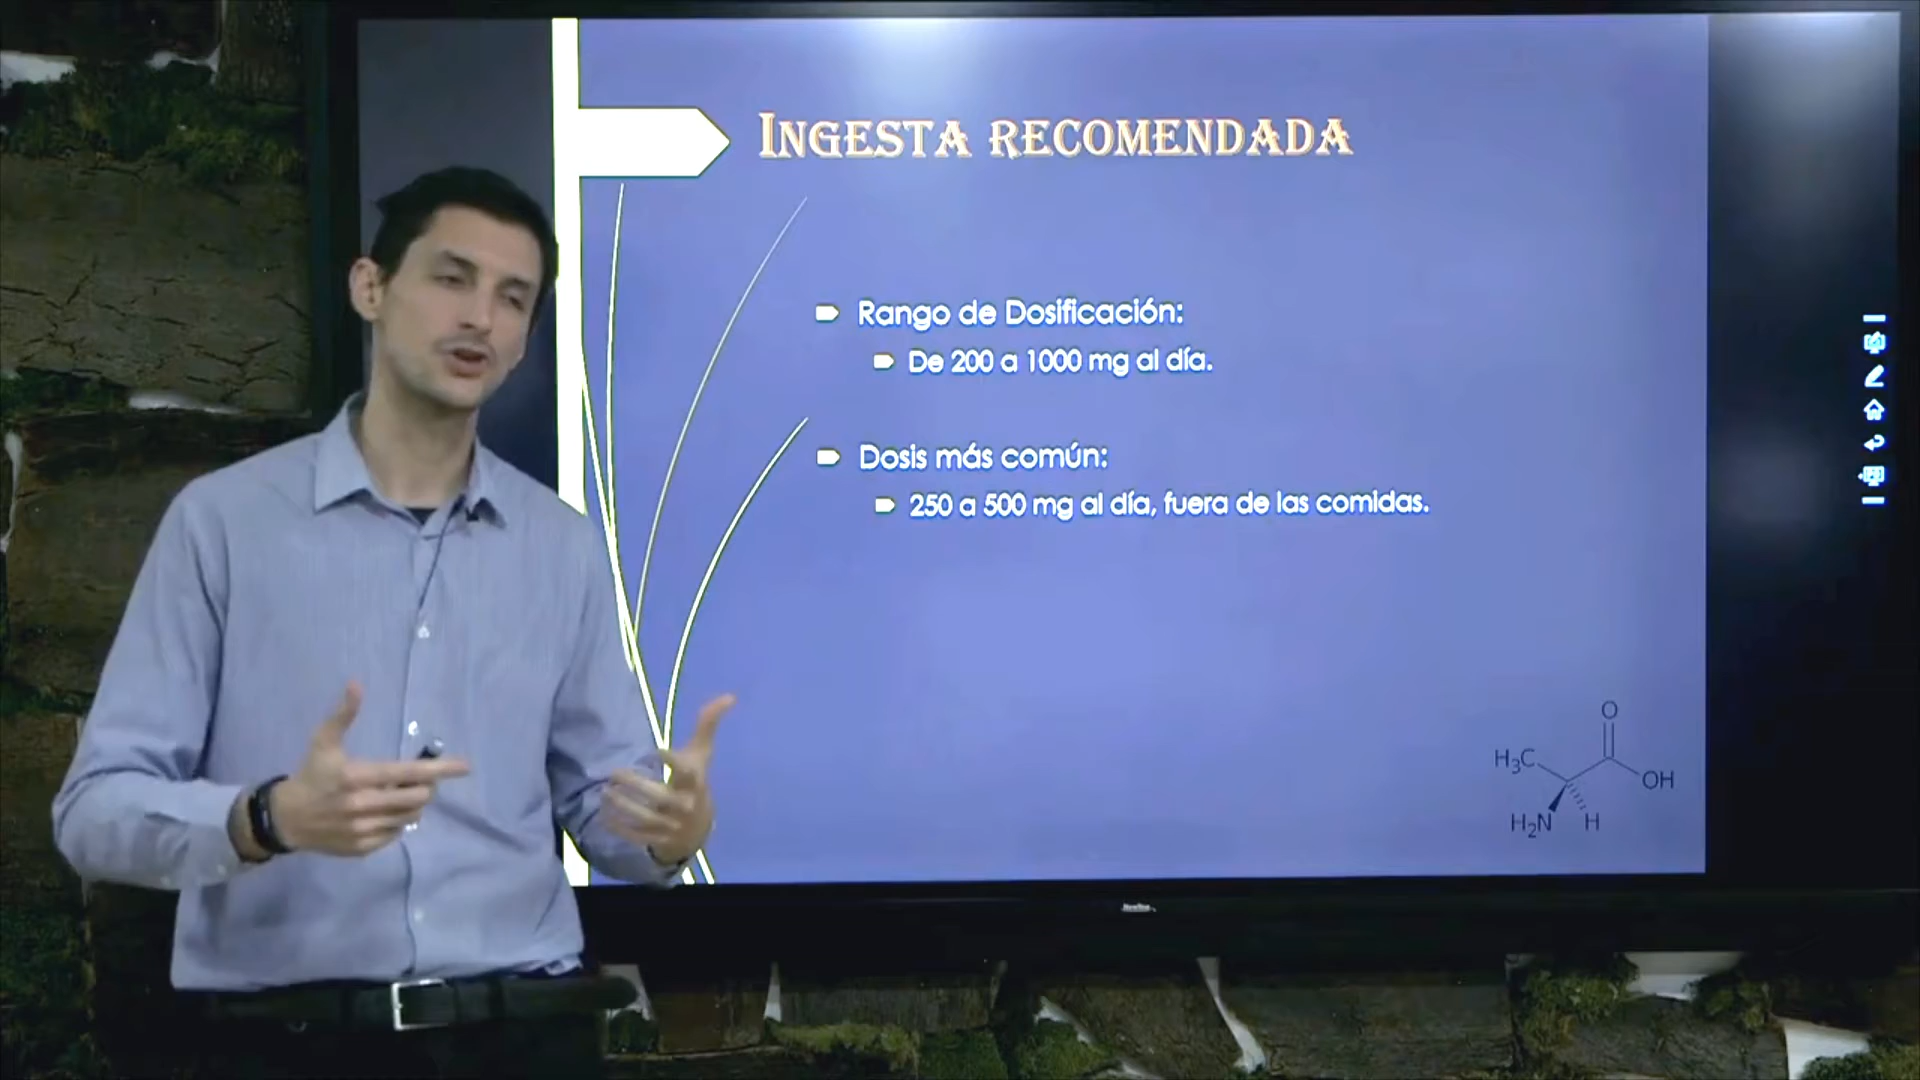 Ingesta recomendada
Rango de Dosificación:
De 200 a 1000 mg al día.
Dosis más común:
250 a 500 mg al día, fuera de las comidas.
O
H₃C
OH
H₂N H